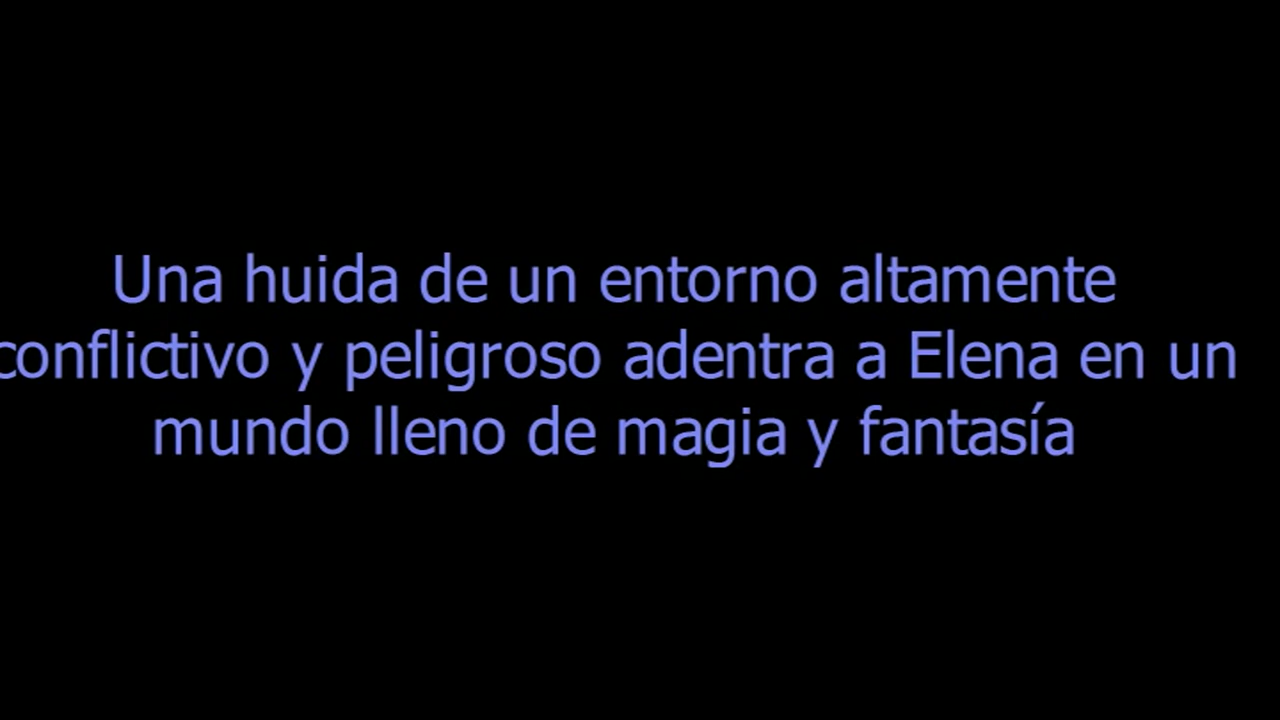 Una huida de un entorno altamente
conflictivo y peligroso adentra a Elena en un
mundo lleno de magia y fantasía